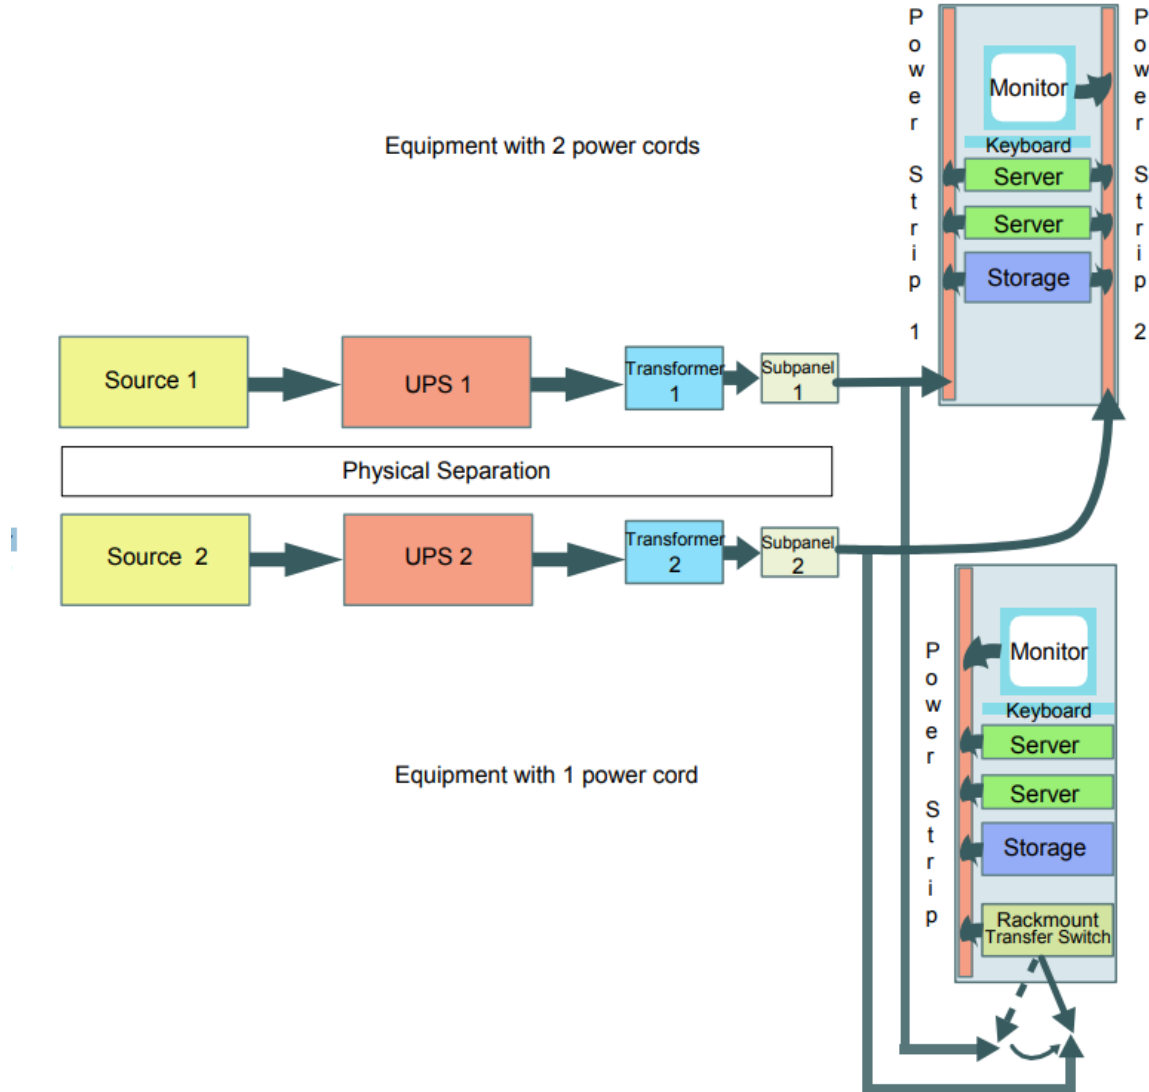 Power Strip 1
Power Strip 2
Monitor
Keyboard
Server
Server
Storage
Equipment with 2 power cords
Source 1
UPS 1
Transformer
1
Subpanel
1
Physical Separation
Source 2
UPS 2
Transformer
2
Subpanel
2
Equipment with 1 power cord
Power Strip
Monitor
Keyboard
Server
Server
Storage
Rackmount
Transfer Switch